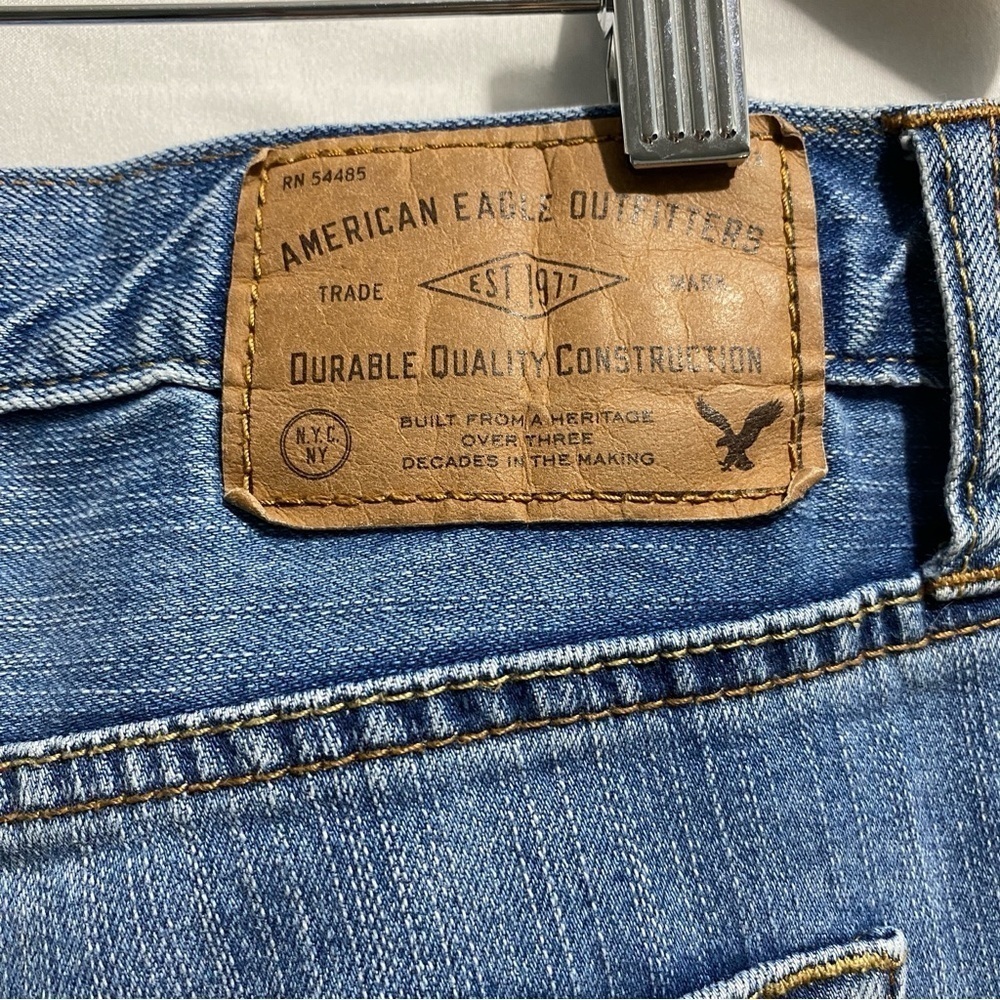 RN 54485
AMERICAN EAGLE OUTFITTERS
TRADE EST 1977 MARK
DURABLE QUALITY CONSTRUCTION
N.Y.C.
NY
BUILT FROM A HERITAGE
OVER THREE
DECADES IN THE MAKING